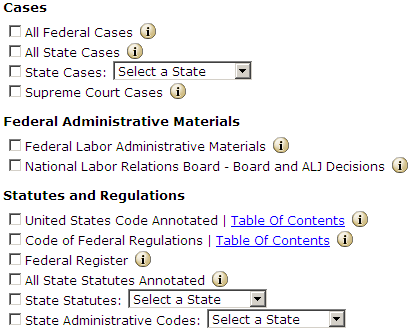 Cases
All Federal Cases
All State Cases
State Cases: Select a State
Supreme Court Cases
Federal Administrative Materials
Federal Labor Administrative Materials
National Labor Relations Board - Board and ALJ Decisions
Statutes and Regulations
United States Code Annotated | Table Of Contents
Code of Federal Regulations | Table Of Contents
Federal Register
All State Statutes Annotated
State Statutes: Select a State
State Administrative Codes: Select a State